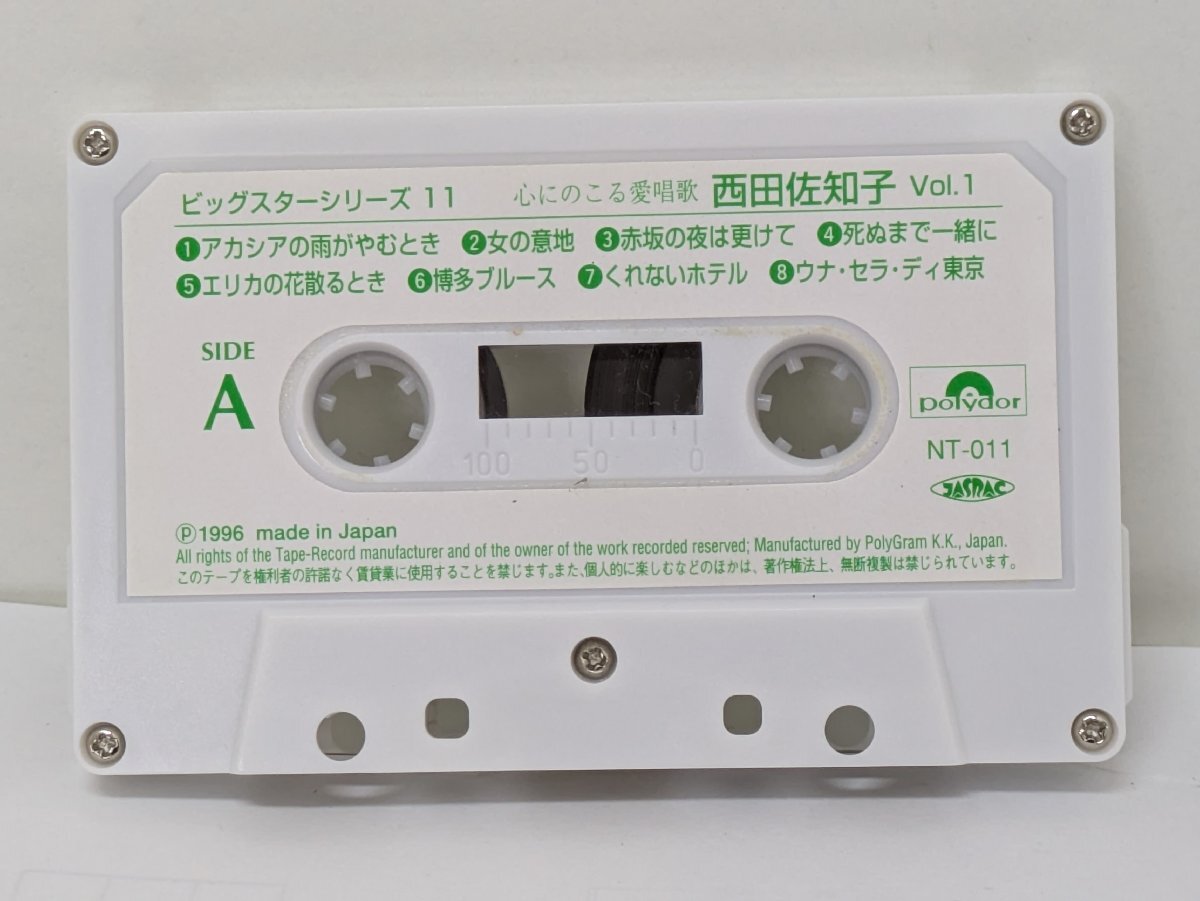 ビッグスターシリーズ 11 心にのこる愛唱歌 西田佐知子 Vol.1
❶アカシアの雨がやむとき ❷女の意地 ❸赤坂の夜は更けて ❹死ぬまで一緒に
❺エリカの花散るとき ❻博多ブルース ❼くれないホテル ❽ウナ・セラ・ディ東京
SIDE
A
polydor
NT-011
JASRAC
100 50 0
Ⓟ1996 made in Japan
All rights of the Tape-Record manufacturer and of the owner of the work recorded reserved; Manufactured by PolyGram K.K., Japan.
このテープを権利者の許諾なく賃貸業に使用することを禁じます。また、個人的に楽しむなどのほかは、著作権法上、無断複製は禁じられています。